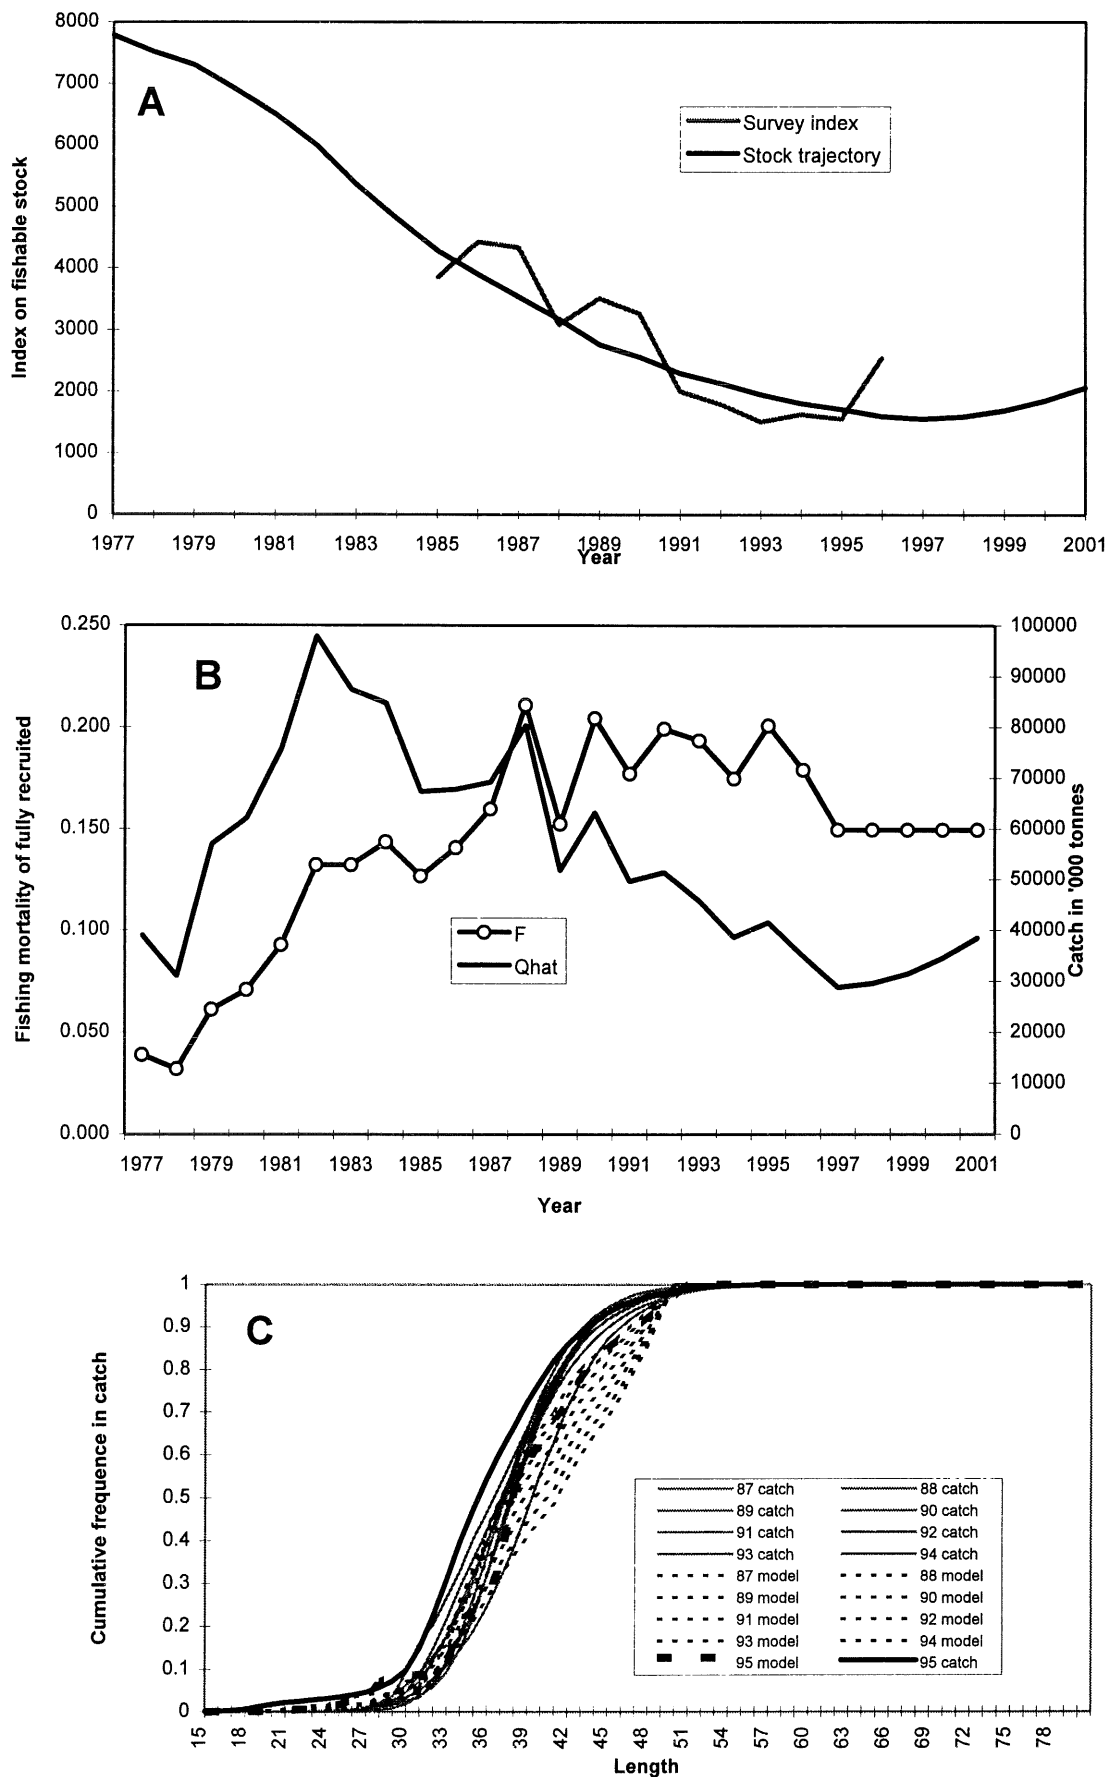 8000
7000
6000
5000
4000
3000
2000
1000
0
A
Index on fishable stock
Survey index
Stock trajectory
1977 1979 1981 1983 1985 1987 1989 1991 1993 1995 1997 1999 2001
Year
0.250
0.200
0.150
0.100
0.050
0.000
B
Fishing mortality of fully recruited
F
Qhat
100000
90000
80000
70000
60000
50000
40000
30000
20000
10000
0
Catch in '000 tonnes
1977 1979 1981 1983 1985 1987 1989 1991 1993 1995 1997 1999 2001
Year
1
0.9
0.8
0.7
0.6
0.5
0.4
0.3
0.2
0.1
0
C
Cumulative frequence in catch
87 catch 88 catch
89 catch 90 catch
91 catch 92 catch
93 catch 94 catch
87 model 88 model
89 model 90 model
91 model 92 model
93 model 94 model
95 model 95 catch
15 18 21 24 27 30 33 36 39 42 45 48 51 54 57 60 63 66 69 72 75 78
Length